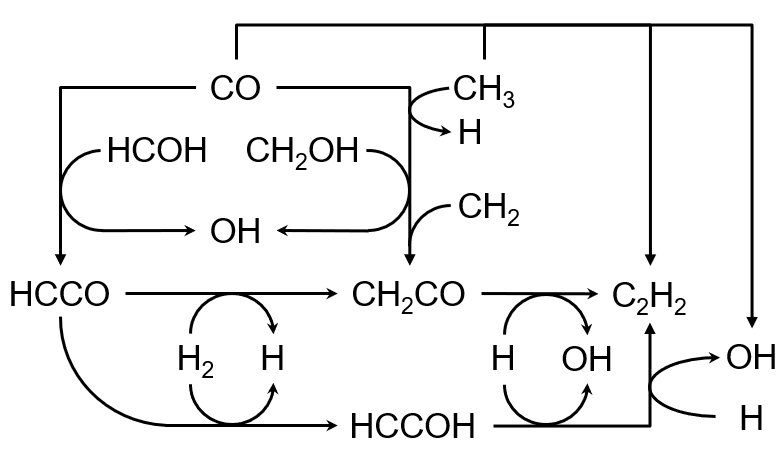 CO CH₃
H
HCOH CH₂OH
CH₂
OH
HCCO CH₂CO C₂H₂
H₂ H H OH OH
H
HCCOH